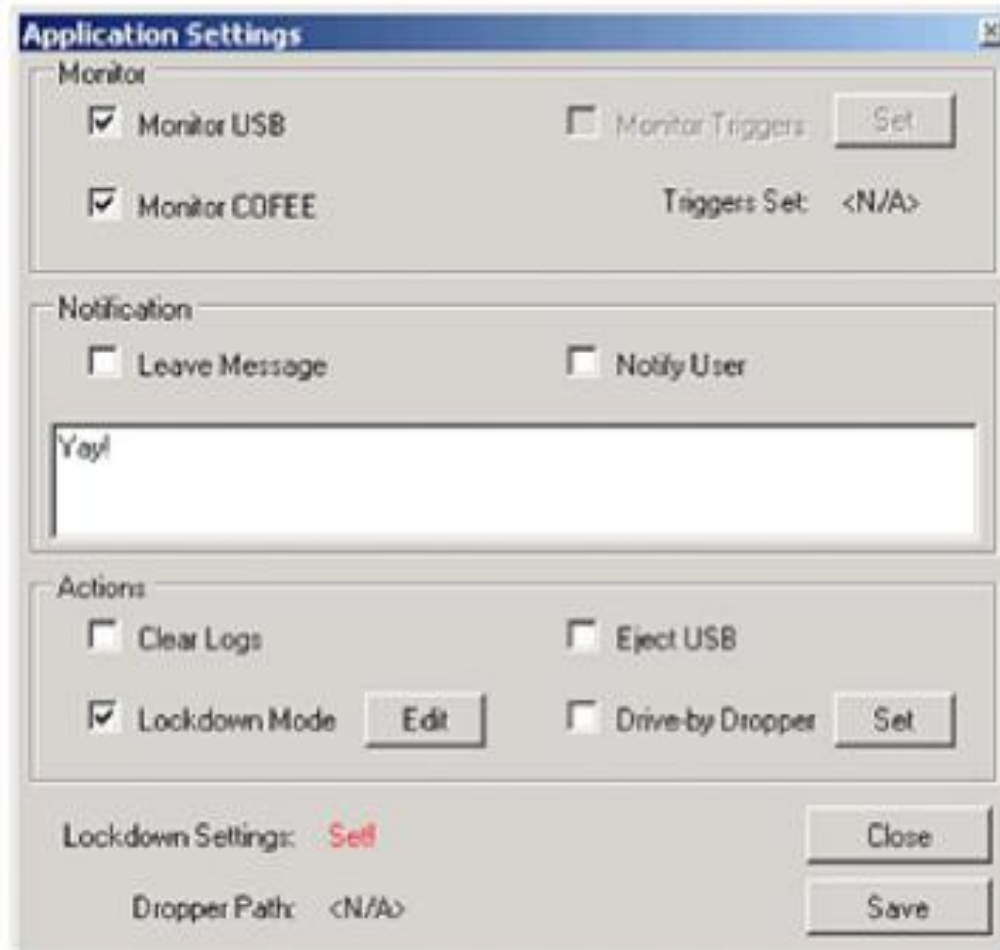 Application Settings
Monitor
Monitor USB
Monitor Triggers
Set
Monitor COFEE
Triggers Set: <N/A>
Notification
Leave Message
Notify User
Yay!
Actions
Clear Logs
Eject USB
Lockdown Mode
Edit
Drive-by Dropper
Set
Lockdown Settings: Set!
Close
Dropper Path: <N/A>
Save